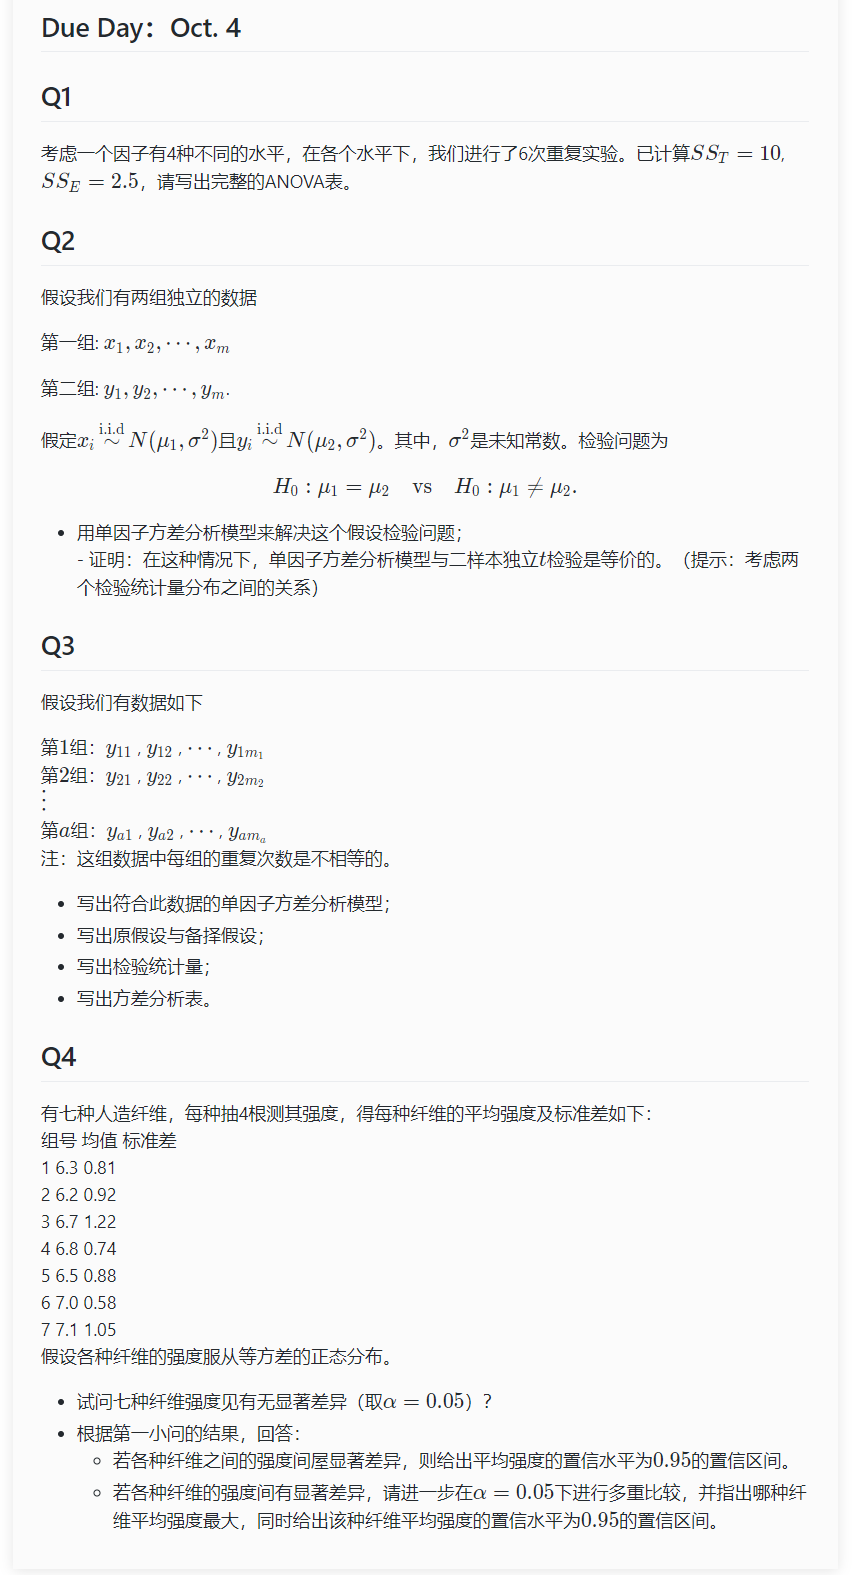 Due Day：Oct. 4
Q1
考虑一个因子有4种不同的水平，在各个水平下，我们进行了6次重复实验。已计算$SS_T = 10$,
$SS_E = 2.5$，请写出完整的ANOVA表。
Q2
假设我们有两组独立的数据
第一组: $x_1, x_2, \cdots, x_m$
第二组: $y_1, y_2, \cdots, y_m$.
假定$x_i \overset{\text{i.i.d}}{\sim} N(\mu_1, \sigma^2)$且$y_i \overset{\text{i.i.d}}{\sim} N(\mu_2, \sigma^2)$。其中，$\sigma^2$是未知常数。检验问题为
$H_0 : \mu_1 = \mu_2 \quad \text{vs} \quad H_0 : \mu_1 \neq \mu_2.$
• 用单因子方差分析模型来解决这个假设检验问题；
- 证明：在这种情况下，单因子方差分析模型与二样本独立$t$检验是等价的。（提示：考虑两
个检验统计量分布之间的关系）
Q3
假设我们有数据如下
第1组：$y_{11}$ , $y_{12}$ , $\cdots$ , $y_{1m_1}$
第2组：$y_{21}$ , $y_{22}$ , $\cdots$ , $y_{2m_2}$
⋮
第$a$组：$y_{a1}$ , $y_{a2}$ , $\cdots$ , $y_{am_a}$
注：这组数据中每组的重复次数是不相等的。
• 写出符合此数据的单因子方差分析模型；
• 写出原假设与备择假设；
• 写出检验统计量；
• 写出方差分析表。
Q4
有七种人造纤维，每种抽4根测其强度，得每种纤维的平均强度及标准差如下：
组号 均值 标准差
1 6.3 0.81
2 6.2 0.92
3 6.7 1.22
4 6.8 0.74
5 6.5 0.88
6 7.0 0.58
7 7.1 1.05
假设各种纤维的强度服从等方差的正态分布。
• 试问七种纤维强度见有无显著差异（取$\alpha = 0.05$）？
• 根据第一小问的结果，回答：
◦ 若各种纤维之间的强度间屋显著差异，则给出平均强度的置信水平为0.95的置信区间。
◦ 若各种纤维的强度间有显著差异，请进一步在$\alpha = 0.05$下进行多重比较，并指出哪种纤
维平均强度最大，同时给出该种纤维平均强度的置信水平为0.95的置信区间。